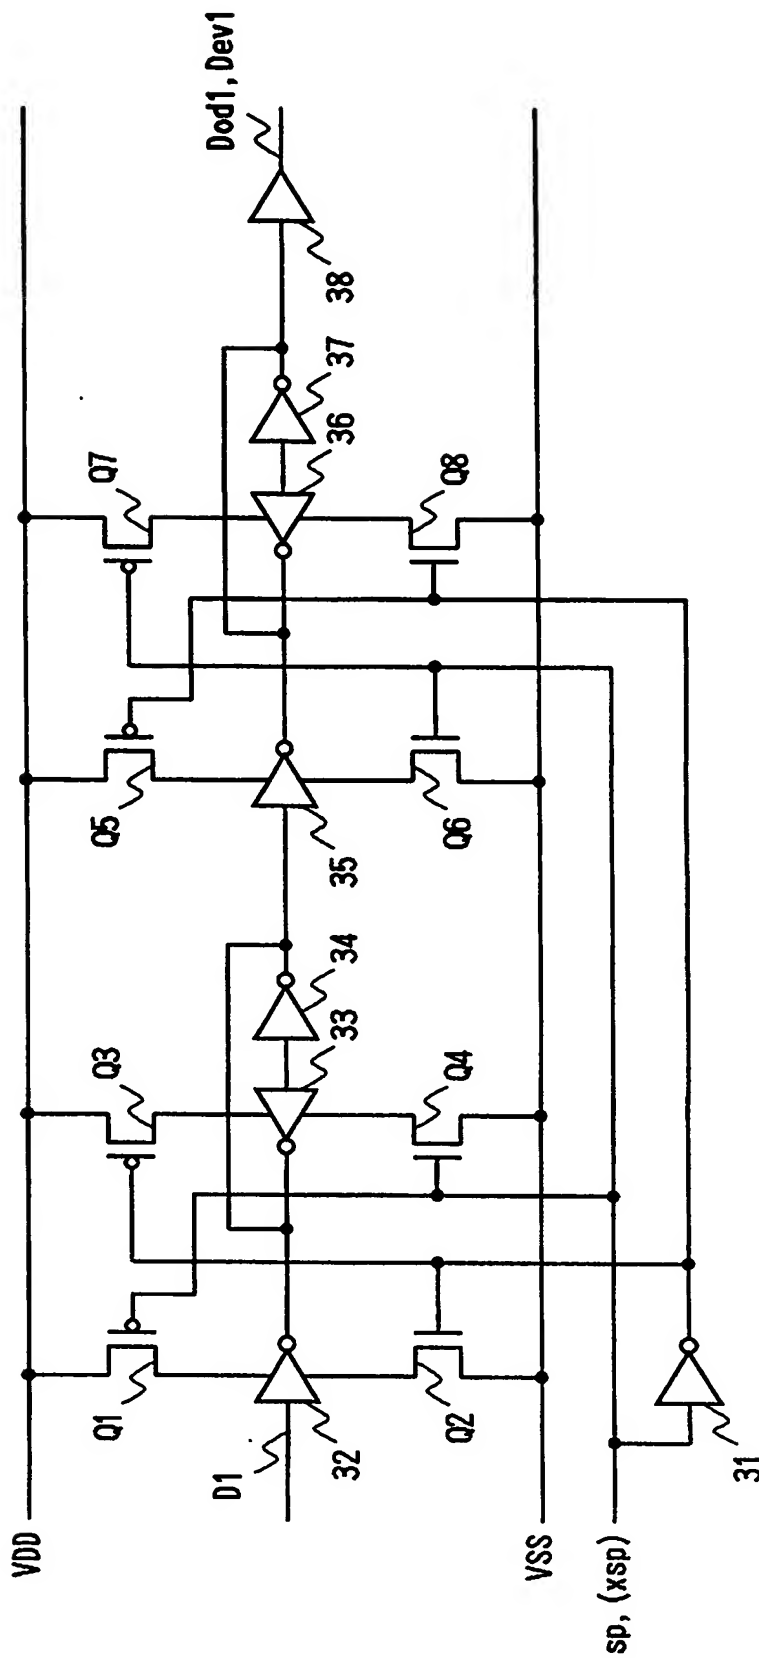 VDD
Q1
Q3
Q5
Q7
D1
32
33
34
35
36
37
38
Dod1, Dev1
Q2
Q4
Q6
Q8
VSS
sp, (xsp)
31